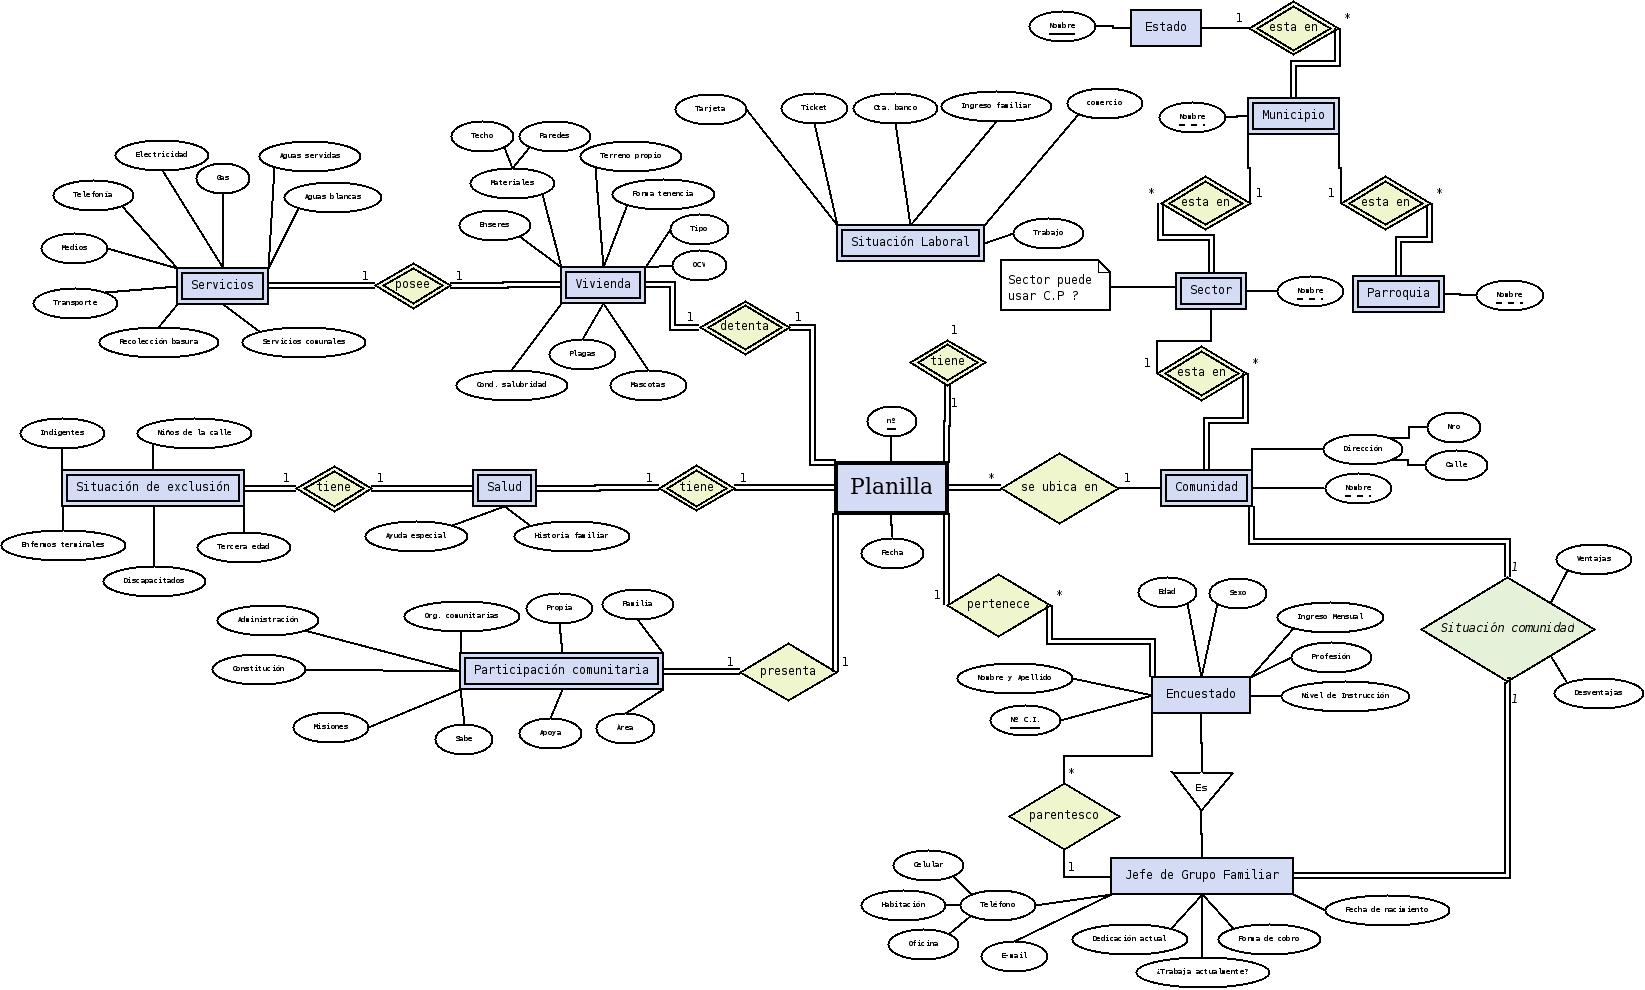 Nombre
Estado
1
esta en
*
Municipio
Nombre
*
esta en
1
1
esta en
*
Tarjeta
Ticket
Cta. banco
Ingreso familiar
comercio
Situación Laboral
Trabajo
Sector puede
usar C.P ?
Sector
Nombre
Parroquia
Nombre
1
esta en
*
Electricidad
Gas
Aguas servidas
Telefonía
Aguas blancas
Medios
Servicios
Transporte
Recolección basura
Servicios comunales
1
posee
1
Techo
Paredes
Materiales
Terreno propio
Forma tenencia
Enseres
Tipo
OCV
Vivienda
Plagas
Cond. salubridad
Mascotas
1
detenta
1
1
tiene
1
nº
Planilla
Fecha
*
se ubica en
1
Comunidad
Dirección
Nro
Calle
Nombre
Indigentes
Niños de la calle
Situación de exclusión
Enfermos terminales
Tercera edad
Discapacitados
1
tiene
1
Salud
Ayuda especial
Historia familiar
1
tiene
1
Administración
Org. comunitarias
Propia
Familia
Constitución
Participación comunitaria
Misiones
Sabe
Apoya
Area
1
presenta
1
1
pertenece
*
Edad
Sexo
Ingreso Mensual
Profesión
Nivel de Instrucción
Nombre y Apellido
Nº C.I.
Encuestado
1
Situación comunidad
1
Ventajas
Desventajas
Es
*
parentesco
1
Jefe de Grupo Familiar
Celular
Habitación
Teléfono
Oficina
E-mail
Dedicación actual
¿Trabaja actualmente?
Forma de cobro
Fecha de nacimiento